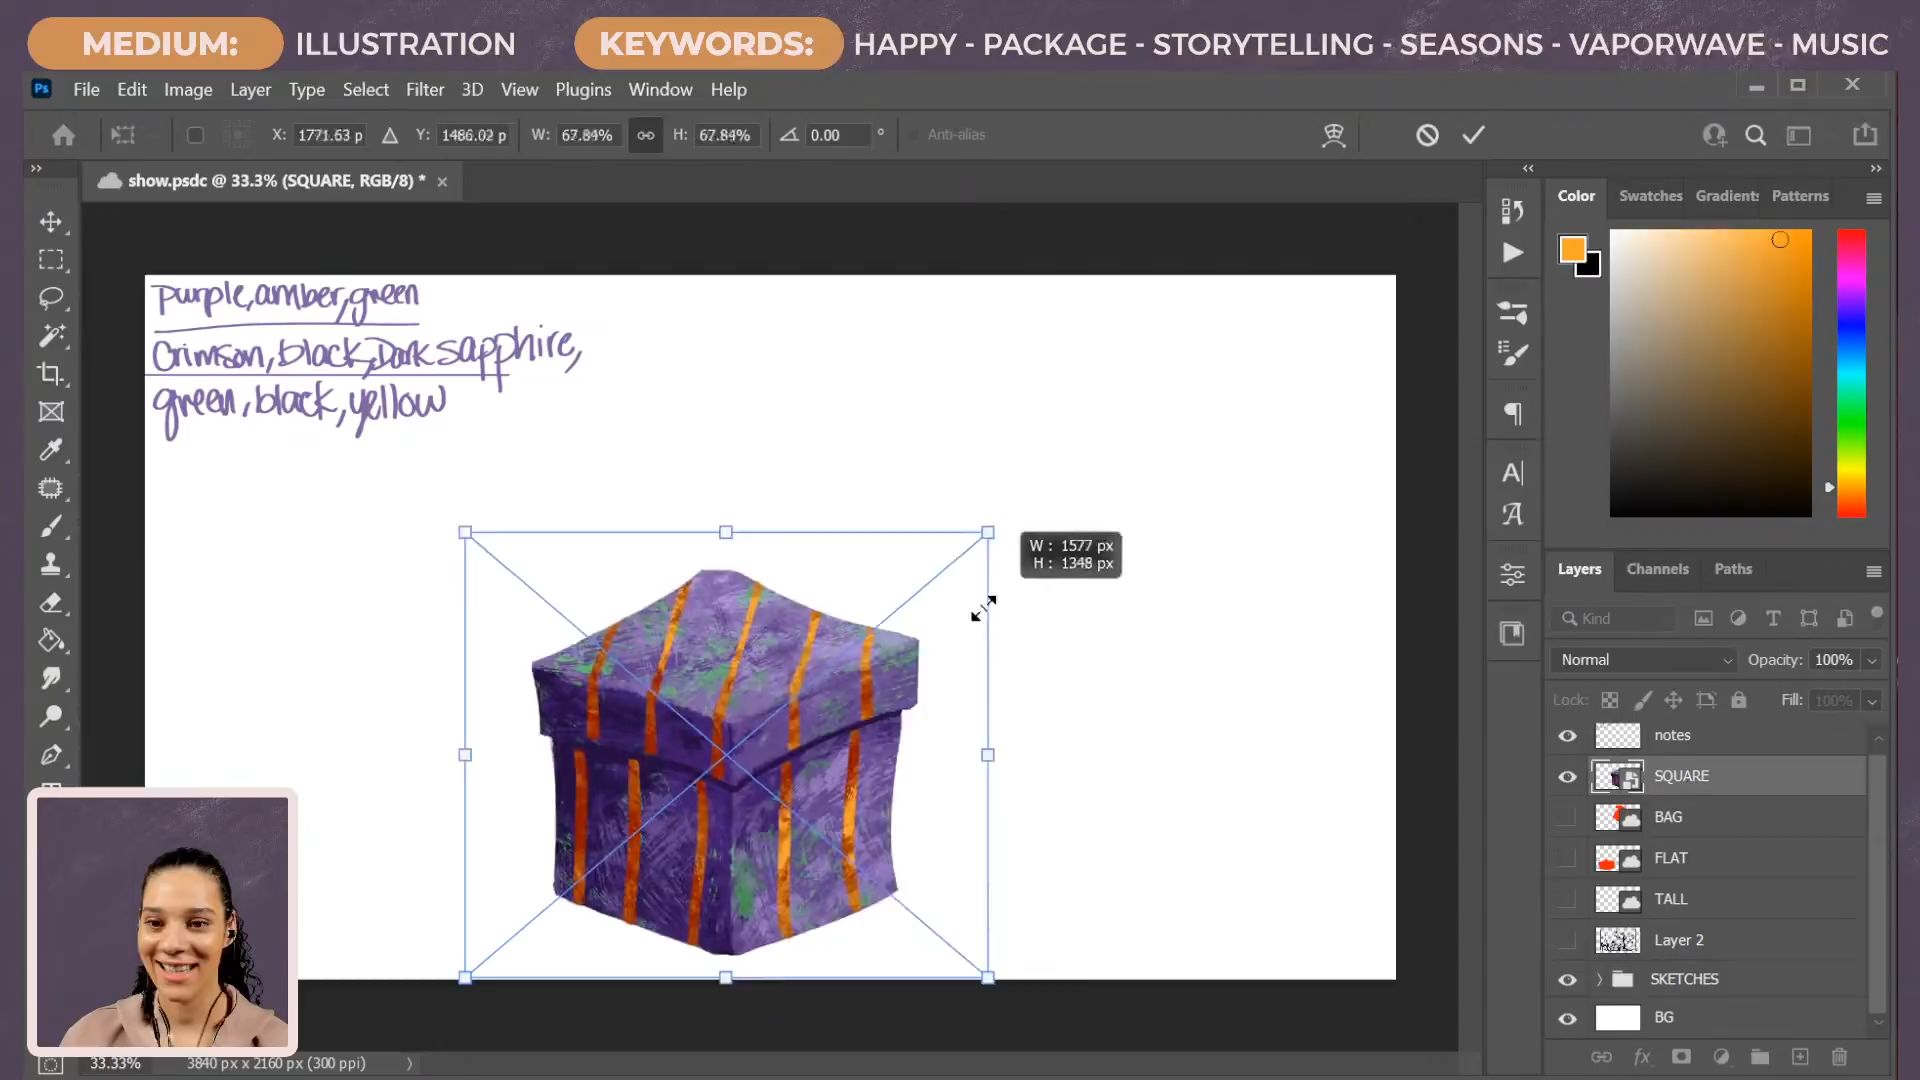 MEDIUM: ILLUSTRATION KEYWORDS: HAPPY - PACKAGE - STORYTELLING - SEASONS - VAPORWAVE - MUSIC
Ps File Edit Image Layer Type Select Filter 3D View Plugins Window Help
X: 1771.63 p Y: 1486.02 p W: 67.84% H: 67.84% 0.00 ° Anti-alias
show.psdc @ 33.3% (SQUARE, RGB/8) *
Color Swatches Gradients Patterns
purple, amber, green
Crimson, black, Dark sapphire,
green, black, yellow
W : 1577 px
H : 1348 px
Layers Channels Paths
Kind
Normal Opacity: 100%
Lock: Fill: 100%
notes
SQUARE
BAG
FLAT
TALL
Layer 2
SKETCHES
BG
33.33% 3840 px x 2160 px (300 ppi)